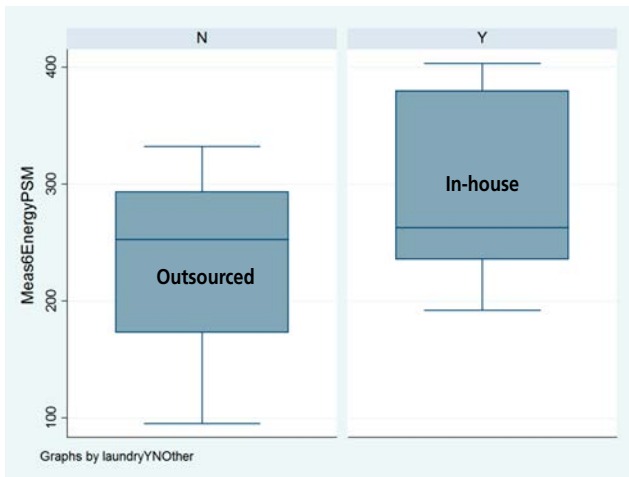 N
Y
Meas6EnergyPSM
400
300
200
100
In-house
Outsourced
Graphs by laundryYNOther